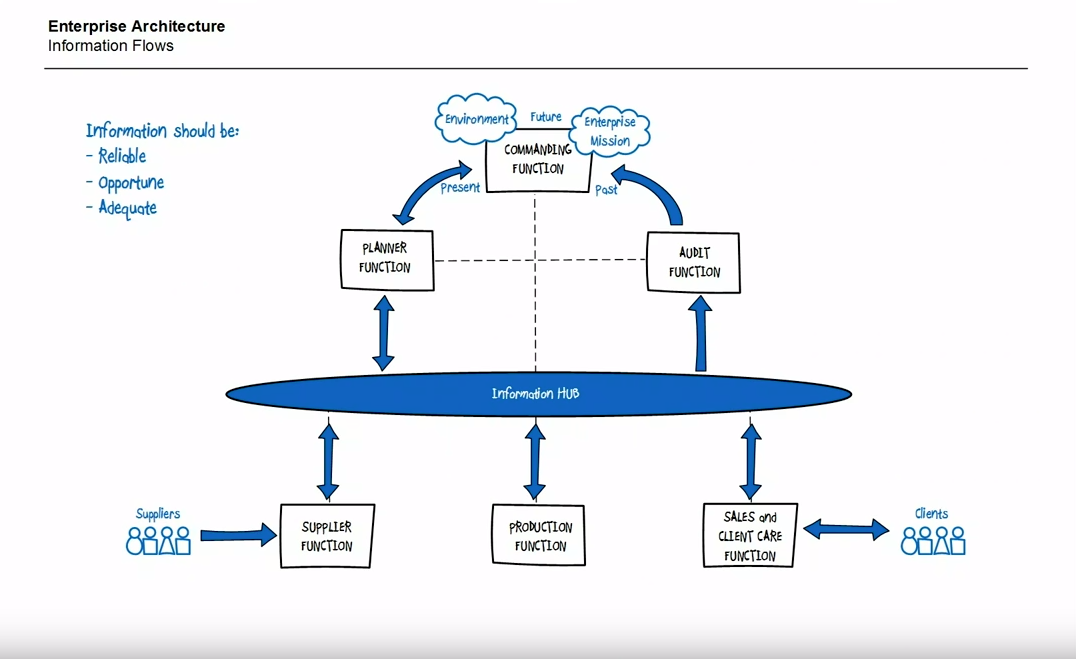 Enterprise Architecture
Information Flows
Information should be:
- Reliable
- Opportune
- Adequate
Environment
Future
Enterprise
Mission
COMMANDING
FUNCTION
Present
Past
PLANNER
FUNCTION
AUDIT
FUNCTION
Information HUB
Suppliers
SUPPLIER
FUNCTION
PRODUCTION
FUNCTION
SALES and
CLIENT CARE
FUNCTION
Clients